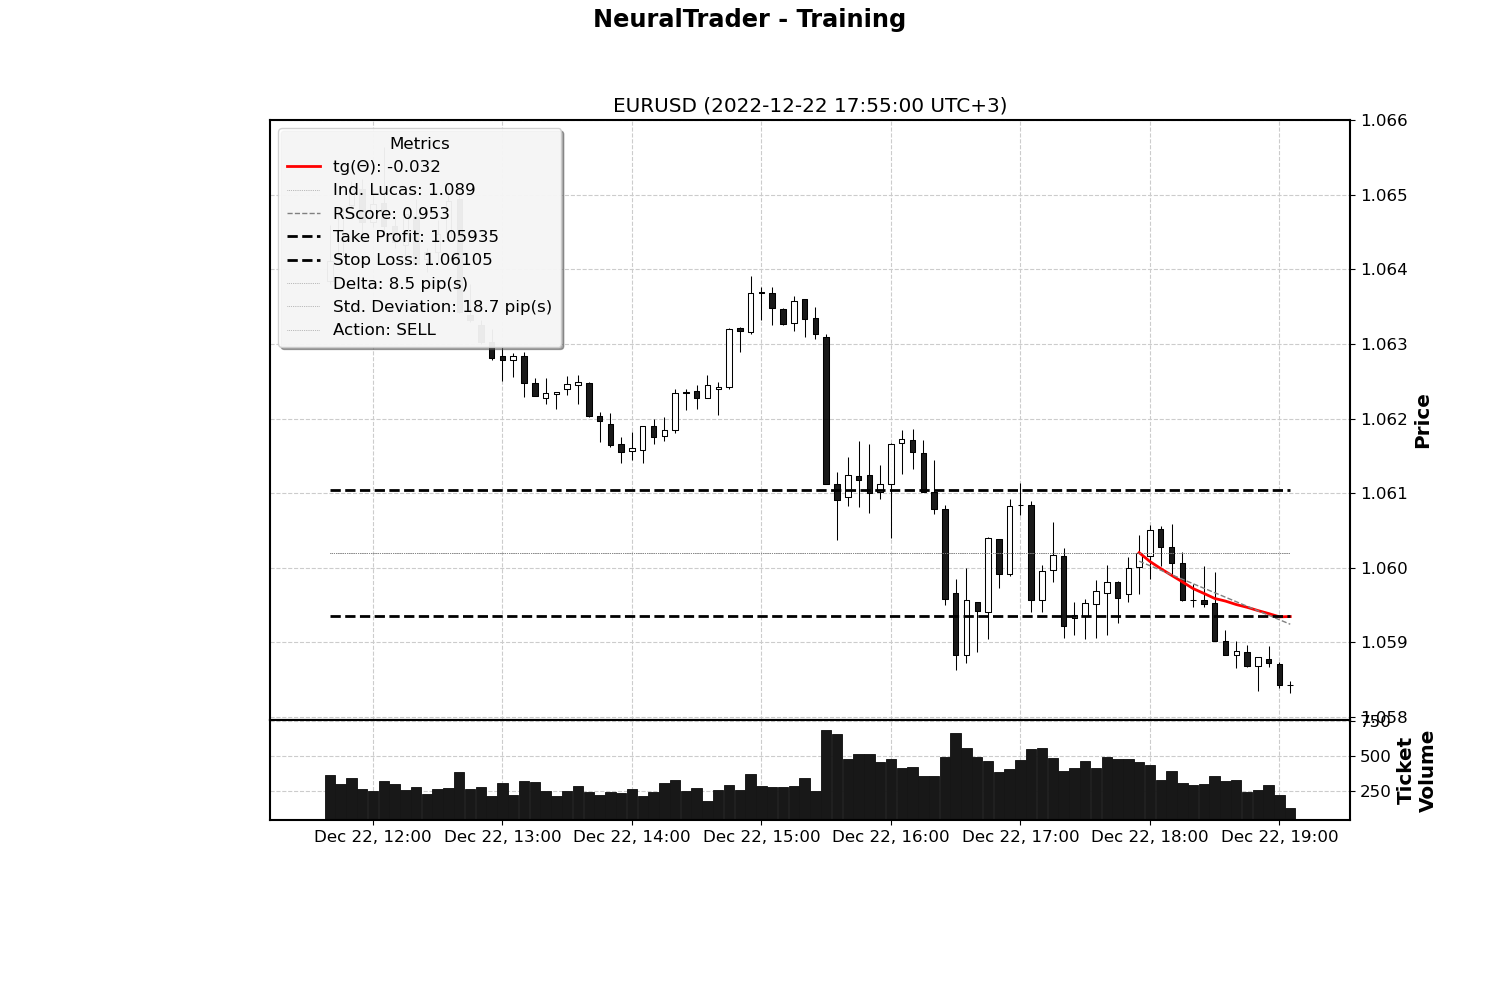 NeuralTrader - Training
EURUSD (2022-12-22 17:55:00 UTC+3)
Metrics
tg(Θ): -0.032
Ind. Lucas: 1.089
RScore: 0.953
Take Profit: 1.05935
Stop Loss: 1.06105
Delta: 8.5 pip(s)
Std. Deviation: 18.7 pip(s)
Action: SELL
1.066
1.065
1.064
1.063
1.062
1.061
1.060
1.059
1.058
Price
750
500
250
Ticket
Volume
Dec 22, 12:00
Dec 22, 13:00
Dec 22, 14:00
Dec 22, 15:00
Dec 22, 16:00
Dec 22, 17:00
Dec 22, 18:00
Dec 22, 19:00